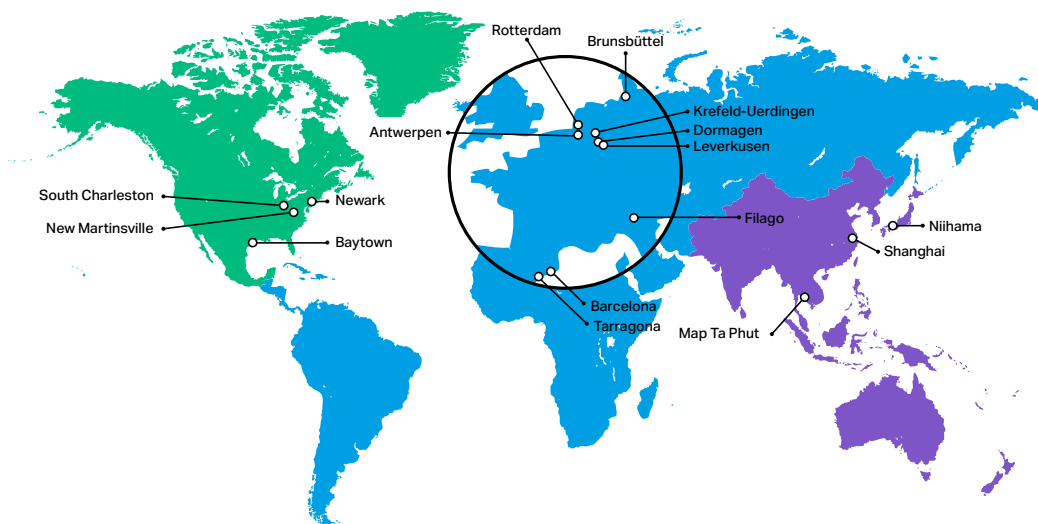 Rotterdam
Brunsbüttel
Krefeld-Uerdingen
Antwerpen
Dormagen
Leverkusen
South Charleston
Newark
New Martinsville
Filago
Niihama
Baytown
Shanghai
Barcelona
Tarragona
Map Ta Phut